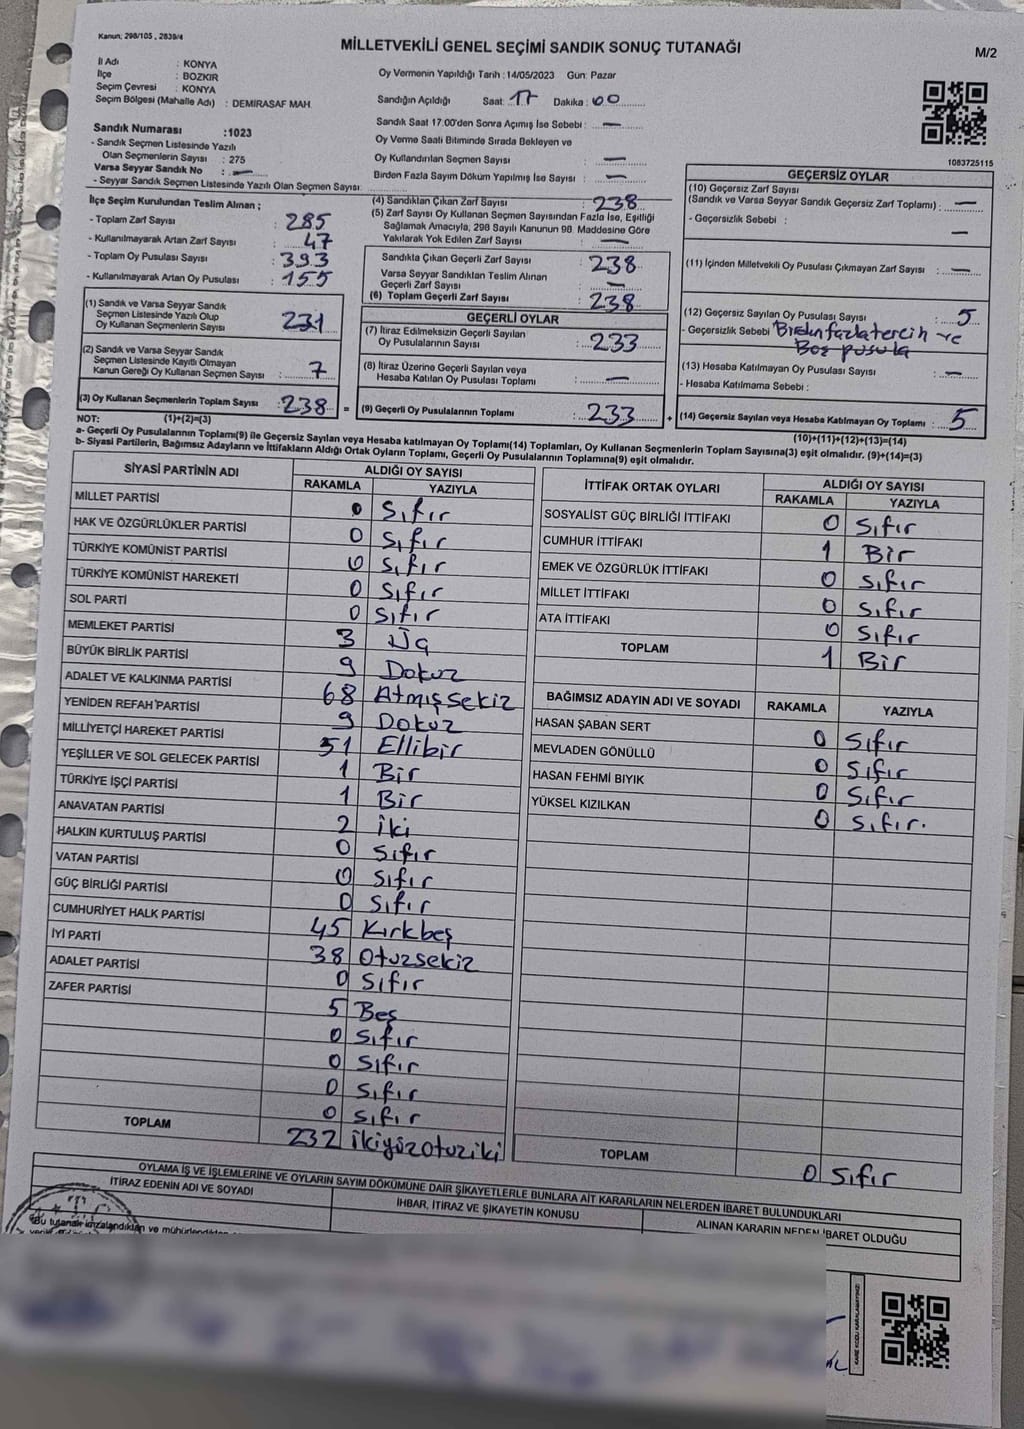 Kanun; 298/105 , 2839/4
MİLLETVEKİLİ GENEL SEÇİMİ SANDIK SONUÇ TUTANAĞI
M/2
İl Adı : KONYA
İlçe : BOZKIR
Seçim Çevresi : KONYA
Seçim Bölgesi (Mahalle Adı) : DEMIRASAF MAH.
Oy Vermenin Yapıldığı Tarih : 14/05/2023 Gün: Pazar
Sandığın Açıldığı Saat: 17 Dakika : 00
Sandık Saat 17:00'den Sonra Açımış İse Sebebi : —
Oy Verme Saati Bitiminde Sırada Bekleyen ve
Oy Kullandırılan Seçmen Sayısı : —
Birden Fazla Sayım Döküm Yapılmış İse Sayısı : —
1083725115
Sandık Numarası :1023
- Sandık Seçmen Listesinde Yazılı
Olan Seçmenlerin Sayısı : 275
Varsa Seyyar Sandık No : —
- Seyyar Sandık Seçmen Listesinde Yazılı Olan Seçmen Sayısı:
İlçe Seçim Kurulundan Teslim Alınan ;
- Toplam Zarf Sayısı : 285
- Kullanılmayarak Artan Zarf Sayısı : 47
- Toplam Oy Pusulası Sayısı : 393
- Kullanılmayarak Artan Oy Pusulası : 155
(1) Sandık ve Varsa Seyyar Sandık
Seçmen Listesinde Yazılı Olup
Oy Kullanan Seçmenlerin Sayısı : 231
(2) Sandık ve Varsa Seyyar Sandık
Seçmen Listesinde Kayıtlı Olmayan
Kanun Gereği Oy Kullanan Seçmen Sayısı : 7
(3) Oy Kullanan Seçmenlerin Toplam Sayısı : 238 =
(4) Sandıktan Çıkan Zarf Sayısı : 238
(5) Zarf Sayısı Oy Kullanan Seçmen Sayısından Fazla İse, Eşitliği
Sağlamak Amacıyla, 298 Sayılı Kanunun 98. Maddesine Göre
Yakılarak Yok Edilen Zarf Sayısı : —
Sandıkta Çıkan Geçerli Zarf Sayısı : 238
Varsa Seyyar Sandıktan Teslim Alınan
Geçerli Zarf Sayısı : —
(6) Toplam Geçerli Zarf Sayısı : 238
GEÇERLİ OYLAR
(7) İtiraz Edilmeksizin Geçerli Sayılan
Oy Pusulalarının Sayısı : 233
(8) İtiraz Üzerine Geçerli Sayılan veya
Hesaba Katılan Oy Pusulası Toplamı : —
(9) Geçerli Oy Pusulalarının Toplamı : 233 +
GEÇERSİZ OYLAR
(10) Geçersiz Zarf Sayısı
(Sandık ve Varsa Seyyar Sandık Geçersiz Zarf Toplamı) : —
- Geçersizlik Sebebi : —
(11) İçinden Milletvekili Oy Pusulası Çıkmayan Zarf Sayısı : —
(12) Geçersiz Sayılan Oy Pusulası Sayısı : 5
- Geçersizlik Sebebi : Birden fazla tercih ve
Boş pusula
(13) Hesaba Katılmayan Oy Pusulası Sayısı : —
- Hesaba Katılmama Sebebi :
(14) Geçersiz Sayılan veya Hesaba Katılmayan Oy Toplamı : 5
NOT: (1)+(2)=(3)
(10)+(11)+(12)+(13)=(14)
a- Geçerli Oy Pusulalarının Toplamı(9) ile Geçersiz Sayılan veya Hesaba katılmayan Oy Toplamı(14) Toplamları, Oy Kullanan Seçmenlerin Toplam Sayısına(3) eşit olmalıdır. (9)+(14)=(3)
b- Siyasi Partilerin, Bağımsız Adayların ve İttifakların Aldığı Ortak Oyların Toplamı, Geçerli Oy Pusulalarının Toplamına(9) eşit olmalıdır.
SİYASİ PARTİNİN ADI ALDIĞI OY SAYISI
RAKAMLA YAZIYLA
MİLLET PARTİSİ 0 Sıfır
HAK VE ÖZGÜRLÜKLER PARTİSİ 0 Sıfır
TÜRKİYE KOMÜNİST PARTİSİ 0 Sıfır
TÜRKİYE KOMÜNİST HAREKETİ 0 Sıfır
SOL PARTİ 0 Sıfır
MEMLEKET PARTİSİ 3 Üç
BÜYÜK BİRLİK PARTİSİ 9 Dokuz
ADALET VE KALKINMA PARTİSİ 68 Atmışsekiz
YENİDEN REFAH PARTİSİ 9 Dokuz
MİLLİYETÇİ HAREKET PARTİSİ 51 Ellibir
YEŞİLLER VE SOL GELECEK PARTİSİ 1 Bir
TÜRKİYE İŞÇİ PARTİSİ 1 Bir
ANAVATAN PARTİSİ 2 iki
HALKIN KURTULUŞ PARTİSİ 0 Sıfır
VATAN PARTİSİ 0 Sıfır
GÜÇ BİRLİĞİ PARTİSİ 0 Sıfır
CUMHURİYET HALK PARTİSİ 45 Kırkbeş
İYİ PARTİ 38 Otuzsekiz
ADALET PARTİSİ 0 Sıfır
ZAFER PARTİSİ 5 Beş
0 Sıfır
0 Sıfır
0 Sıfır
0 Sıfır
TOPLAM 232 ikiyüzotuziki
İTTİFAK ORTAK OYLARI ALDIĞI OY SAYISI
RAKAMLA YAZIYLA
SOSYALİST GÜÇ BİRLİĞİ İTTİFAKI 0 Sıfır
CUMHUR İTTİFAKI 1 Bir
EMEK VE ÖZGÜRLÜK İTTİFAKI 0 Sıfır
MİLLET İTTİFAKI 0 Sıfır
ATA İTTİFAKI 0 Sıfır
TOPLAM 1 Bir
BAĞIMSIZ ADAYIN ADI VE SOYADI RAKAMLA YAZIYLA
HASAN ŞABAN SERT 0 Sıfır
MEVLADEN GÖNÜLLÜ 0 Sıfır
HASAN FEHMİ BIYIK 0 Sıfır
YÜKSEL KIZILKAN 0 Sıfır.
TOPLAM 0 Sıfır
OYLAMA İŞ VE İŞLEMLERİNE VE OYLARIN SAYIM DÖKÜMÜNE DAİR ŞİKAYETLERLE BUNLARA AİT KARARLARIN NELERDEN İBARET BULUNDUKLARI
İTİRAZ EDENİN ADI VE SOYADI İHBAR, İTİRAZ VE ŞİKAYETİN KONUSU ALINAN KARARIN NEDEN İBARET OLDUĞU
Bu tutanak imzalandıktan ve mühürlendikten